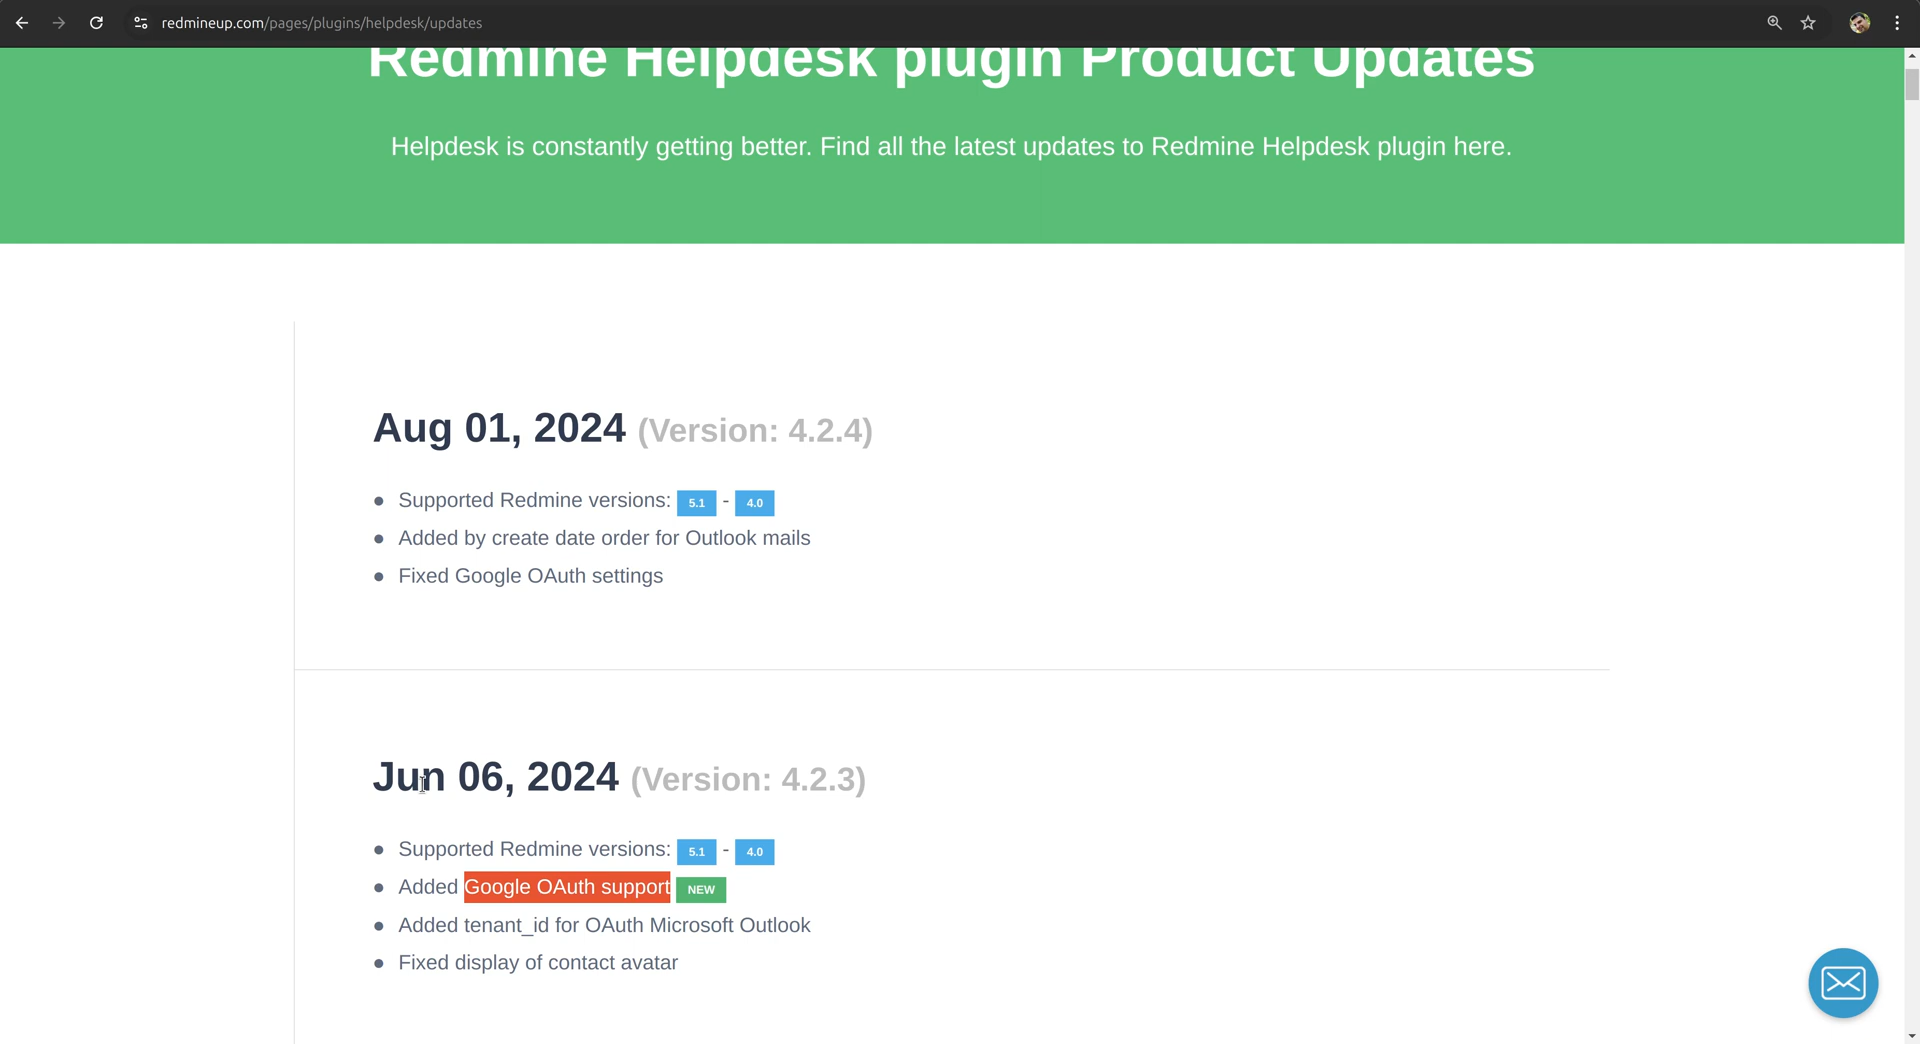 redmineup.com/pages/plugins/helpdesk/updates
Redmine Helpdesk plugin Product Updates
Helpdesk is constantly getting better. Find all the latest updates to Redmine Helpdesk plugin here.
Aug 01, 2024 (Version: 4.2.4)
Supported Redmine versions: 5.1 - 4.0
Added by create date order for Outlook mails
Fixed Google OAuth settings
Jun 06, 2024 (Version: 4.2.3)
Supported Redmine versions: 5.1 - 4.0
Added Google OAuth support NEW
Added tenant_id for OAuth Microsoft Outlook
Fixed display of contact avatar